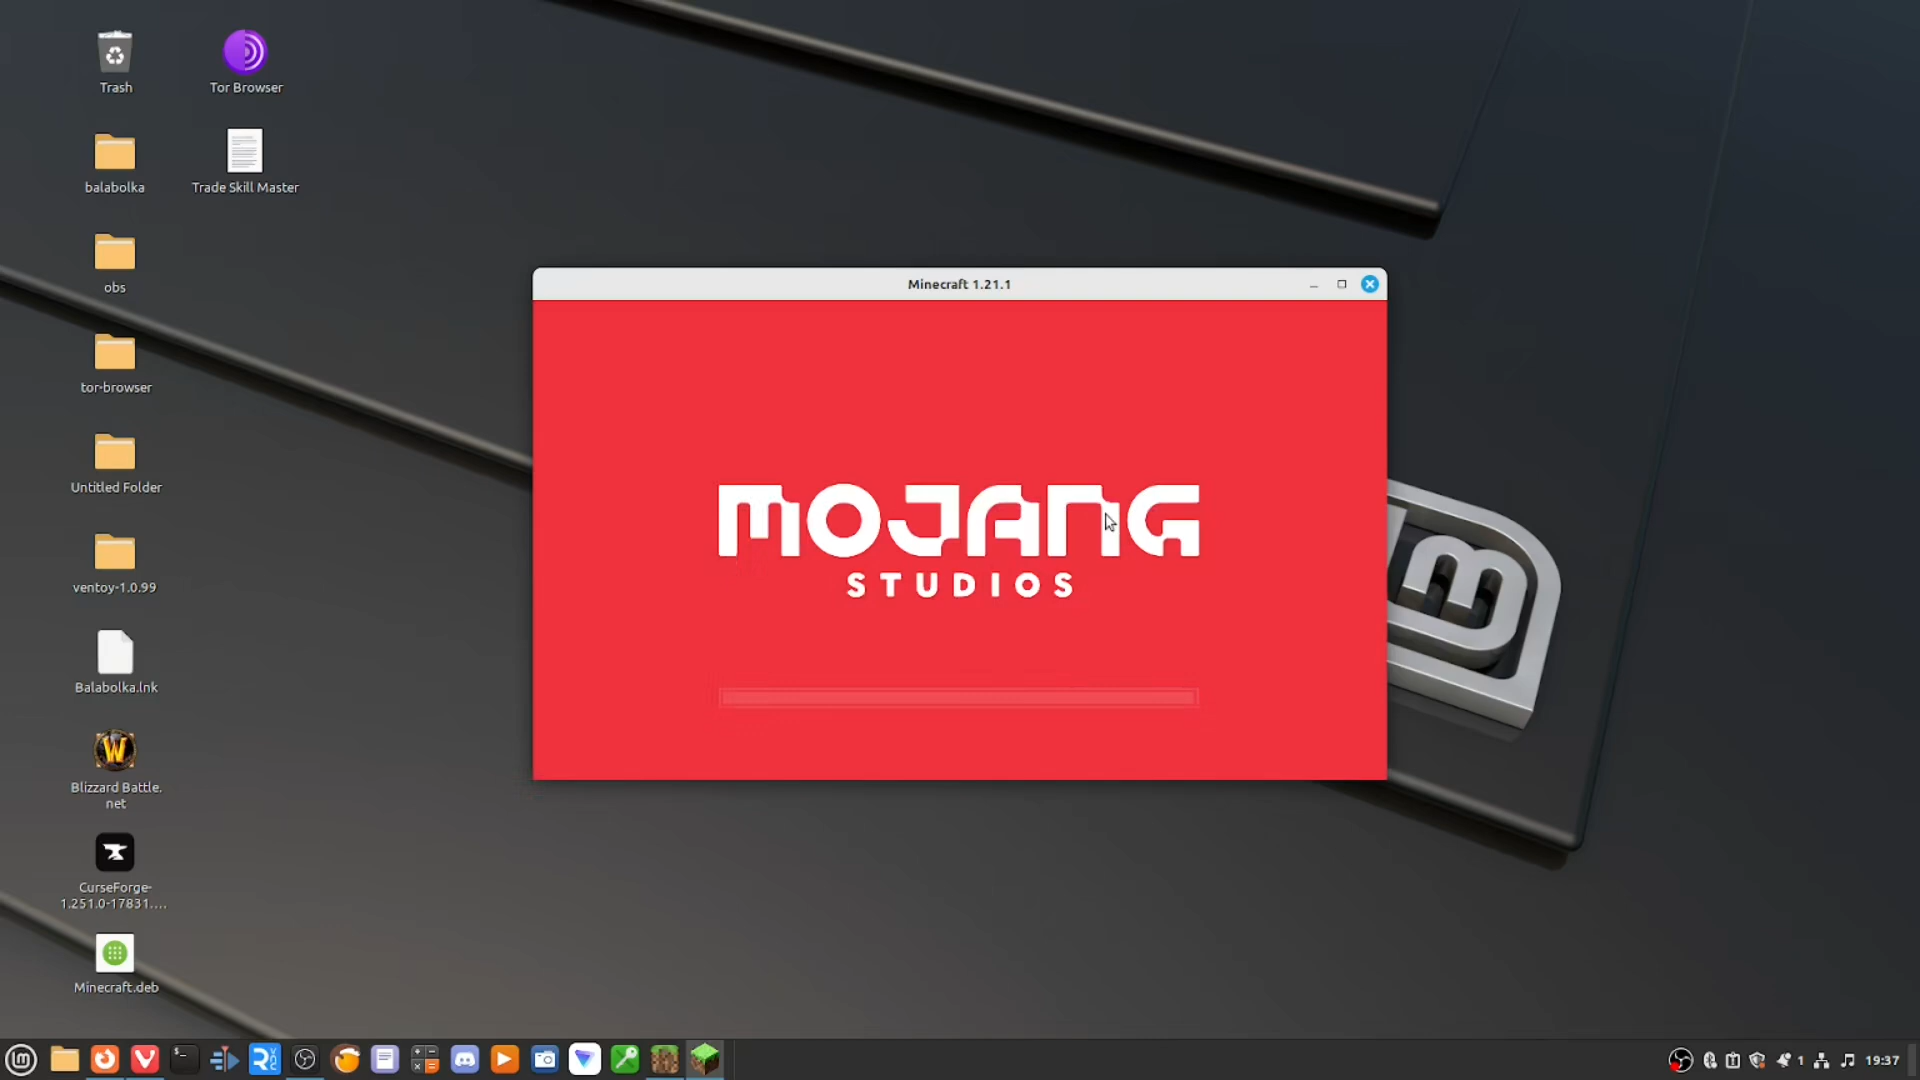 Trash
Tor Browser
balabolka
Trade Skill Master
obs
tor-browser
Untitled Folder
ventoy-1.0.99
Balabolka.lnk
Blizzard Battle.
net
CurseForge-
1.251.0-17831....
Minecraft.deb
Minecraft 1.21.1
MOJANG
STUDIOS
1
19:37